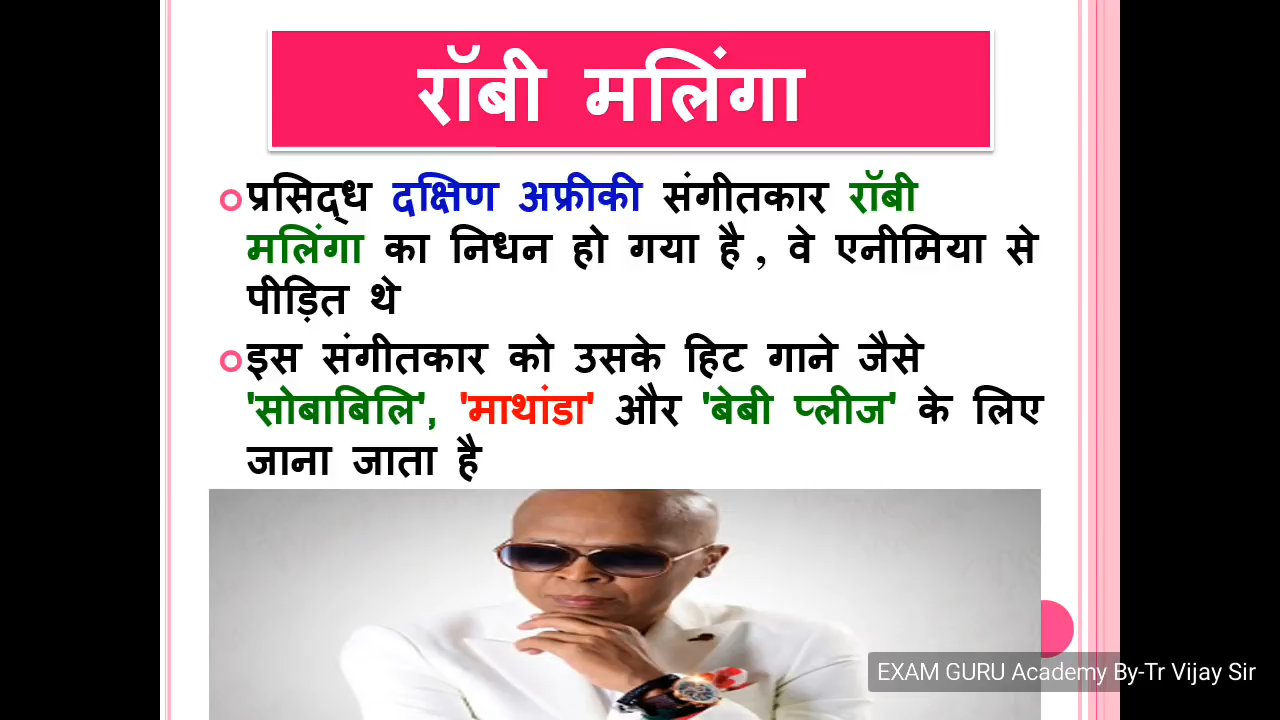 रॉबी मलिंगा
प्रसिद्ध दक्षिण अफ्रीकी संगीतकार रॉबी
मलिंगा का निधन हो गया है , वे एनीमिया से
पीड़ित थे
इस संगीतकार को उसके हिट गाने जैसे
'सोबाबिलि', 'माथांडा' और 'बेबी प्लीज' के लिए
जाना जाता है
EXAM GURU Academy By-Tr Vijay Sir